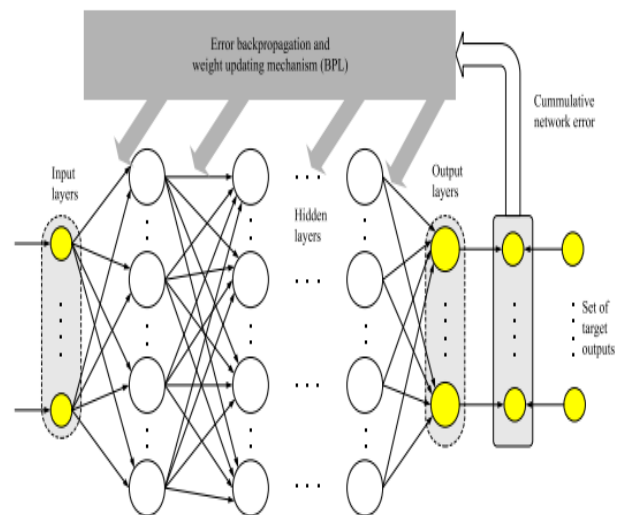 Error backpropagation and
weight updating mechanism (BPL)
Cummulative
network error
Input
layers
Output
layers
Hidden
layers
Set of
target
outputs